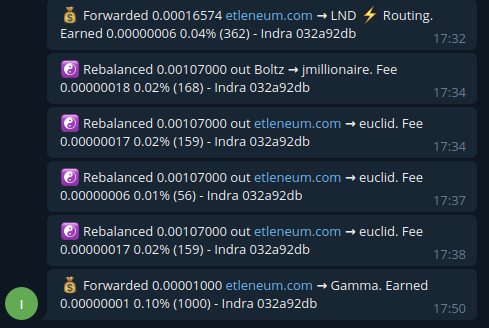 💰 Forwarded 0.00016574 etleneum.com → LND ⚡ Routing.
Earned 0.00000006 0.04% (362) - Indra 032a92db
17:32
☯️ Rebalanced 0.00107000 out Boltz → jmillionaire. Fee
0.00000018 0.02% (168) - Indra 032a92db
17:34
☯️ Rebalanced 0.00107000 out etleneum.com → euclid. Fee
0.00000017 0.02% (159) - Indra 032a92db
17:34
☯️ Rebalanced 0.00107000 out etleneum.com → euclid. Fee
0.00000006 0.01% (56) - Indra 032a92db
17:37
☯️ Rebalanced 0.00107000 out etleneum.com → euclid. Fee
0.00000017 0.02% (159) - Indra 032a92db
17:38
💰 Forwarded 0.00001000 etleneum.com → Gamma. Earned
0.00000001 0.10% (1000) - Indra 032a92db
17:50
I